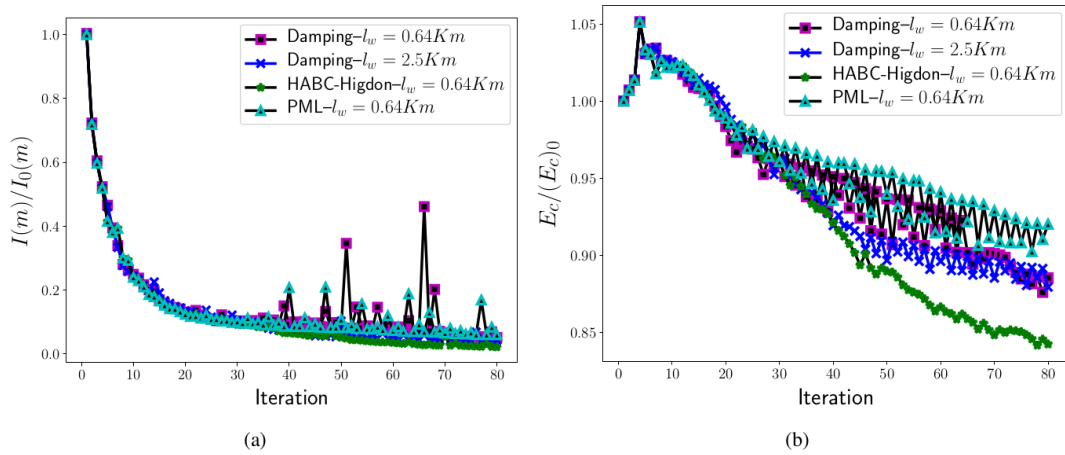 1.0
0.8
0.6
0.4
0.2
0.0
I(m)/I₀(m)
Damping–l_w = 0.64Km
Damping–l_w = 2.5Km
HABC-Higdon–l_w = 0.64Km
PML–l_w = 0.64Km
0 10 20 30 40 50 60 70 80
Iteration
(a)
1.05
1.00
0.95
0.90
0.85
E_c/(E_c)₀
Damping–l_w = 0.64Km
Damping–l_w = 2.5Km
HABC-Higdon–l_w = 0.64Km
PML–l_w = 0.64Km
0 10 20 30 40 50 60 70 80
Iteration
(b)